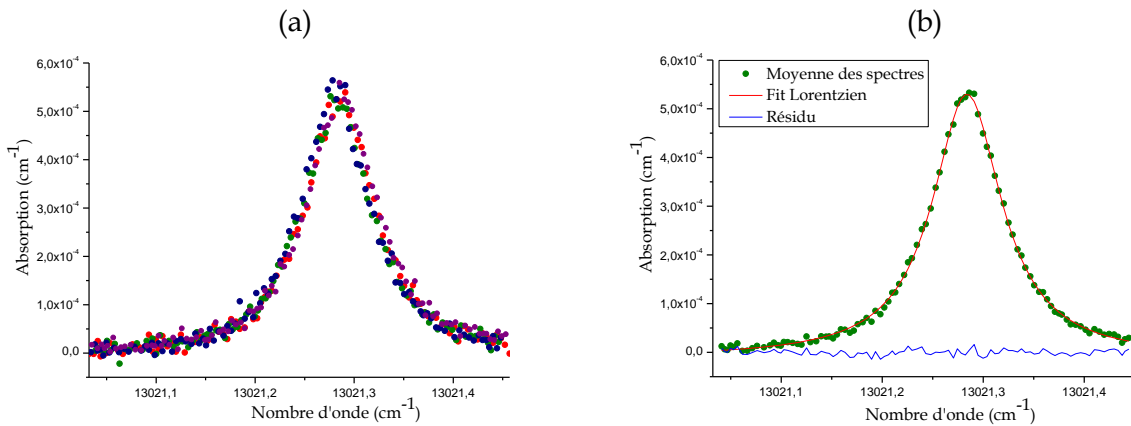 (a)
6,0x10⁻⁴
5,0x10⁻⁴
4,0x10⁻⁴
3,0x10⁻⁴
2,0x10⁻⁴
1,0x10⁻⁴
0,0
Absorption (cm⁻¹)
13021,1
13021,2
13021,3
13021,4
Nombre d'onde (cm⁻¹)
(b)
Moyenne des spectres
Fit Lorentzien
Résidu
6,0x10⁻⁴
5,0x10⁻⁴
4,0x10⁻⁴
3,0x10⁻⁴
2,0x10⁻⁴
1,0x10⁻⁴
0,0
Absorption (cm⁻¹)
13021,1
13021,2
13021,3
13021,4
Nombre d'onde (cm⁻¹)